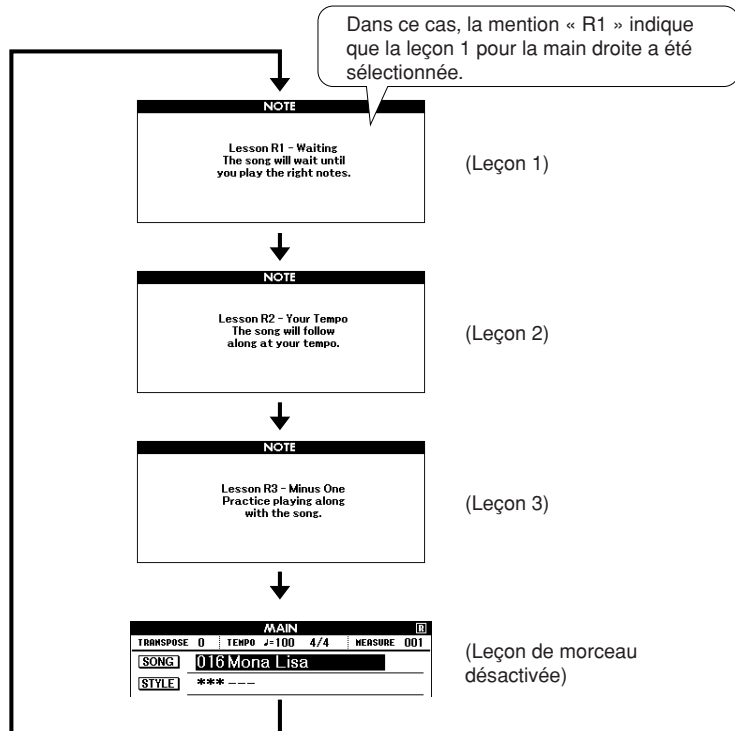 Dans ce cas, la mention « R1 » indique
que la leçon 1 pour la main droite a été
sélectionnée.
NOTE
Lesson R1 - Waiting
The song will wait until
you play the right notes.
(Leçon 1)
NOTE
Lesson R2 - Your Tempo
The song will follow
along at your tempo.
(Leçon 2)
NOTE
Lesson R3 - Minus One
Practice playing along
with the song.
(Leçon 3)
MAIN R
TRANSPOSE 0 TEMPO ♩=100 4/4 MEASURE 001
SONG 016 Mona Lisa
STYLE ***---
(Leçon de morceau
désactivée)